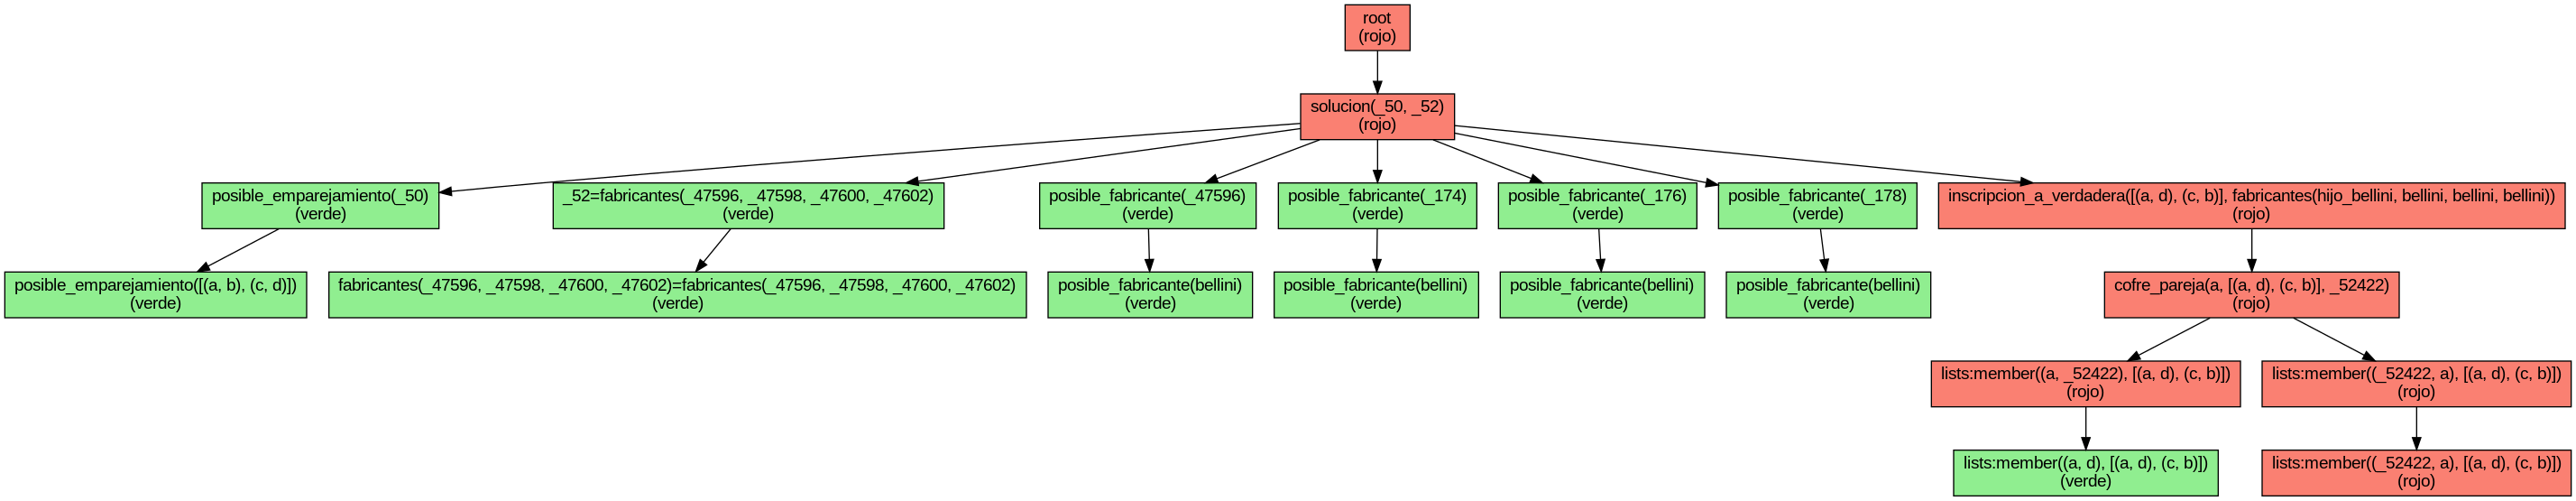 root
(rojo)
solucion(_50, _52)
(rojo)
posible_emparejamiento(_50)
(verde)
_52=fabricantes(_47596, _47598, _47600, _47602)
(verde)
posible_fabricante(_47596)
(verde)
posible_fabricante(_174)
(verde)
posible_fabricante(_176)
(verde)
posible_fabricante(_178)
(verde)
inscripcion_a_verdadera([(a, d), (c, b)], fabricantes(hijo_bellini, bellini, bellini, bellini))
(rojo)
posible_emparejamiento([(a, b), (c, d)])
(verde)
fabricantes(_47596, _47598, _47600, _47602)=fabricantes(_47596, _47598, _47600, _47602)
(verde)
posible_fabricante(bellini)
(verde)
posible_fabricante(bellini)
(verde)
posible_fabricante(bellini)
(verde)
posible_fabricante(bellini)
(verde)
cofre_pareja(a, [(a, d), (c, b)], _52422)
(rojo)
lists:member((a, _52422), [(a, d), (c, b)])
(rojo)
lists:member((_52422, a), [(a, d), (c, b)])
(rojo)
lists:member((a, d), [(a, d), (c, b)])
(verde)
lists:member((_52422, a), [(a, d), (c, b)])
(rojo)